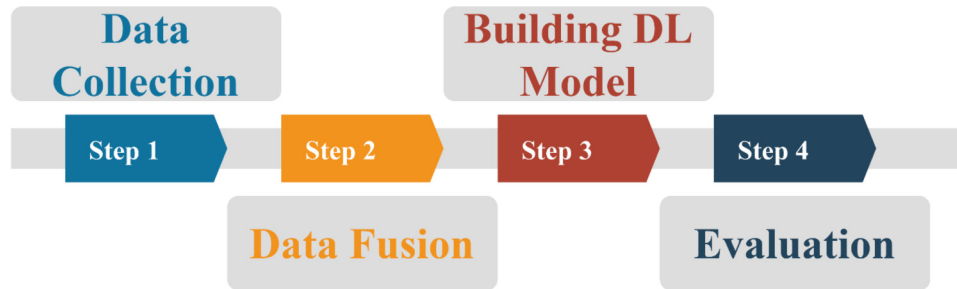 Data
Collection
Building DL
Model
Step 1
Step 2
Step 3
Step 4
Data Fusion
Evaluation